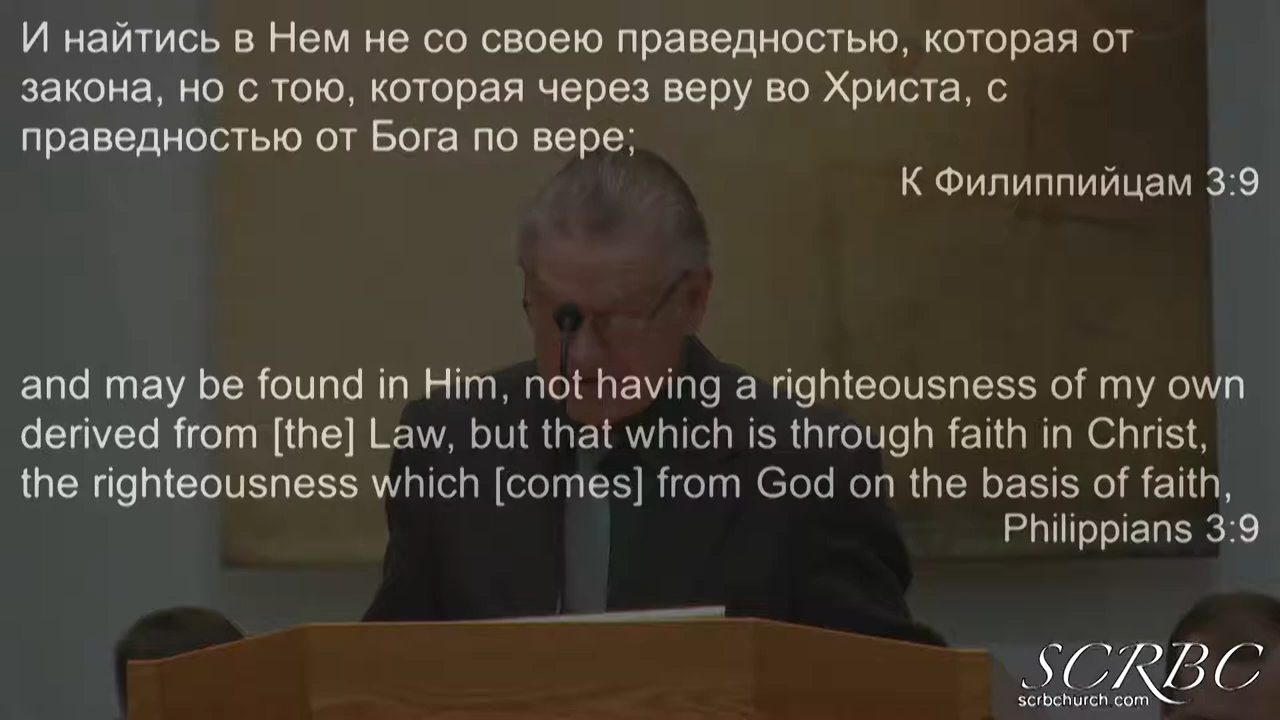 И найтись в Нем не со своею праведностью, которая от
закона, но с тою, которая через веру во Христа, с
праведностью от Бога по вере;
К Филиппийцам 3:9
and may be found in Him, not having a righteousness of my own
derived from [the] Law, but that which is through faith in Christ,
the righteousness which [comes] from God on the basis of faith,
Philippians 3:9
SCRBC
scrbchurch.com